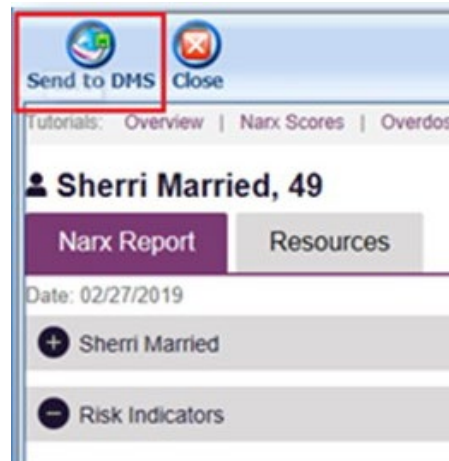 Send to DMS Close
Tutorials: Overview | Narx Scores | Overdos
Sherri Married, 49
Narx Report Resources
Date: 02/27/2019
Sherri Married
Risk Indicators